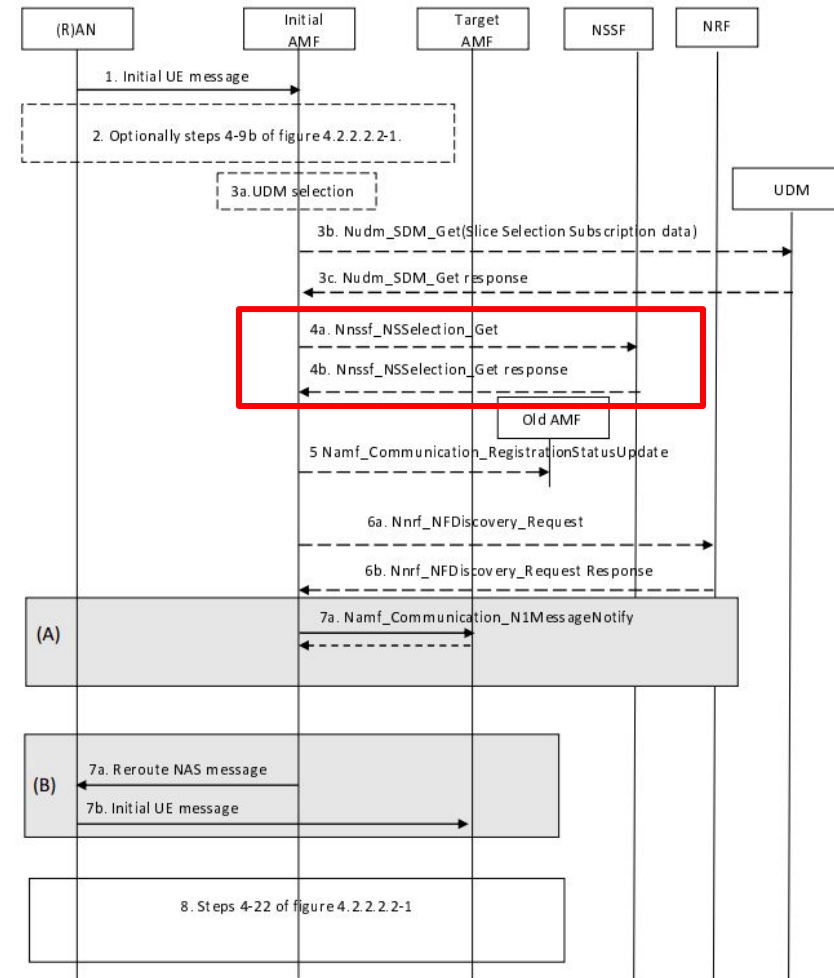 (R)AN
Initial
AMF
Target
AMF
NSSF
NRF
1. Initial UE message
2. Optionally steps 4-9b of figure 4.2.2.2.2-1.
3a.UDM selection
UDM
3b. Nudm_SDM_Get(Slice Selection Subscription data)
3c. Nudm_SDM_Get response
4a. Nnssf_NSSelection_Get
4b. Nnssf_NSSelection_Get response
Old AMF
5 Namf_Communication_RegistrationStatusUpdate
6a. Nnrf_NFDiscovery_Request
6b. Nnrf_NFDiscovery_Request Response
(A)
7a. Namf_Communication_N1MessageNotify
(B)
7a. Reroute NAS message
7b. Initial UE message
8. Steps 4-22 of figure 4.2.2.2.2-1